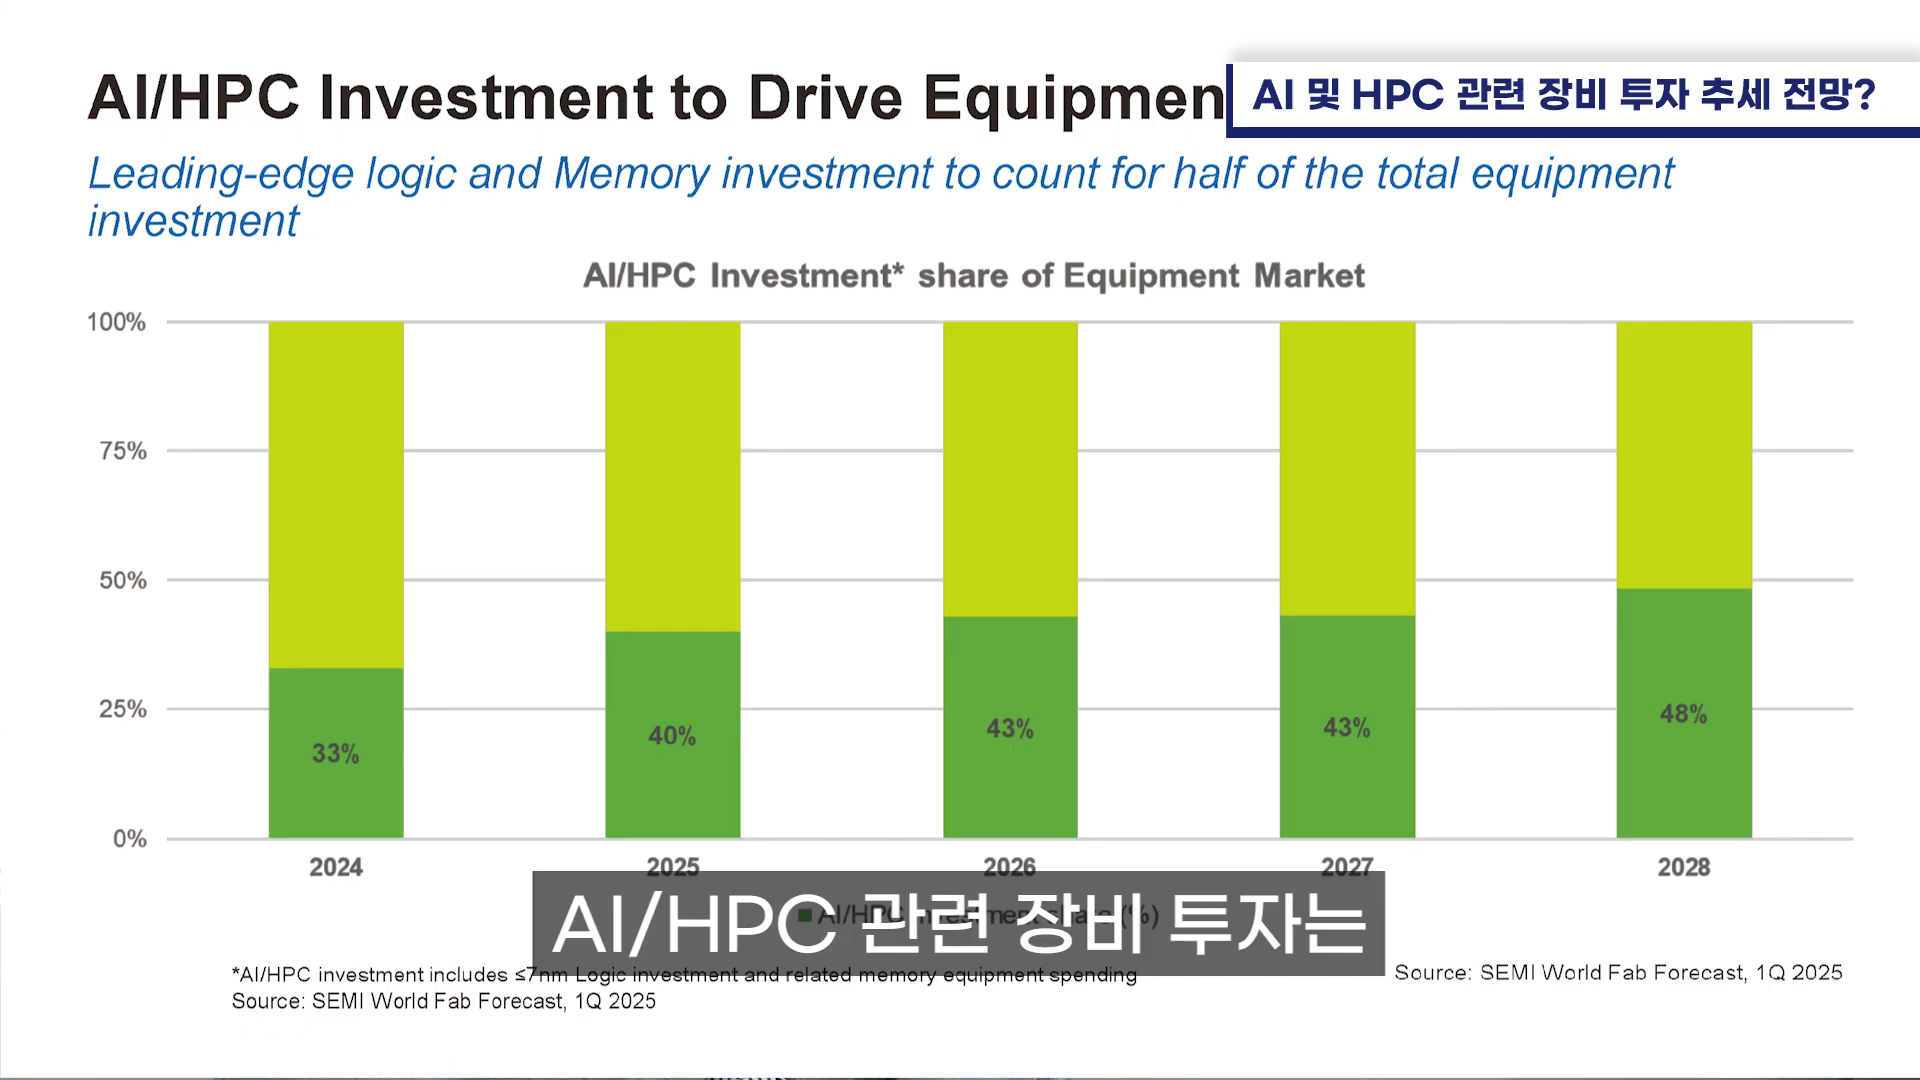 AI/HPC Investment to Drive Equipmen
AI 및 HPC 관련 장비 투자 추세 전망?
Leading-edge logic and Memory investment to count for half of the total equipment
investment
AI/HPC Investment* share of Equipment Market
100%
75%
50%
25%
0%
33%
40%
43%
43%
48%
2024
2025
2026
2027
2028
AI/HPC Investment share (%)
AI/HPC 관련 장비 투자는
*AI/HPC investment includes ≤7nm Logic investment and related memory equipment spending
Source: SEMI World Fab Forecast, 1Q 2025
Source: SEMI World Fab Forecast, 1Q 2025